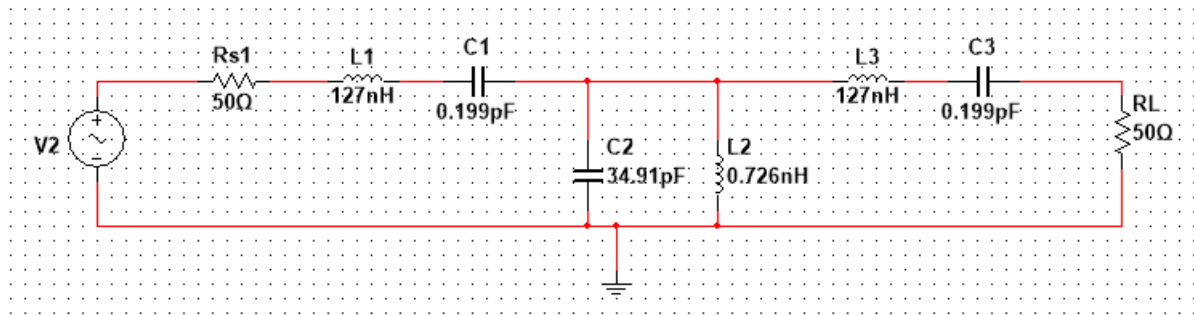 Rs1
50Ω
L1
127nH
C1
0.199pF
L3
127nH
C3
0.199pF
V2
+
~
−
C2
34.91pF
L2
0.726nH
RL
50Ω